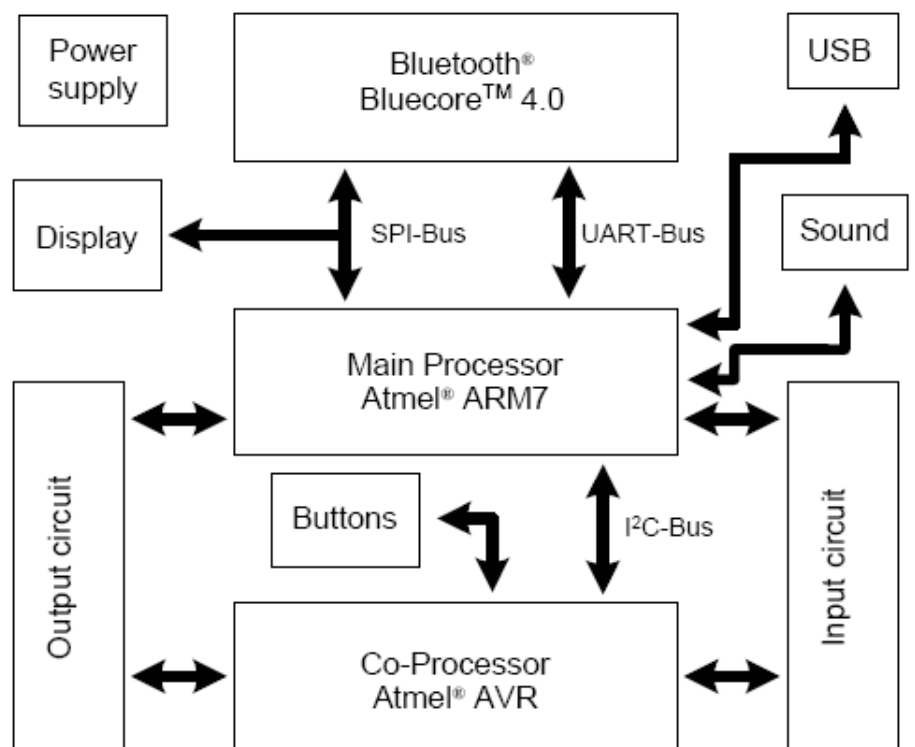 Power
supply
Bluetooth®
Bluecore™ 4.0
USB
Display
SPI-Bus
UART-Bus
Sound
Main Processor
Atmel® ARM7
Output circuit
Buttons
I²C-Bus
Input circuit
Co-Processor
Atmel® AVR